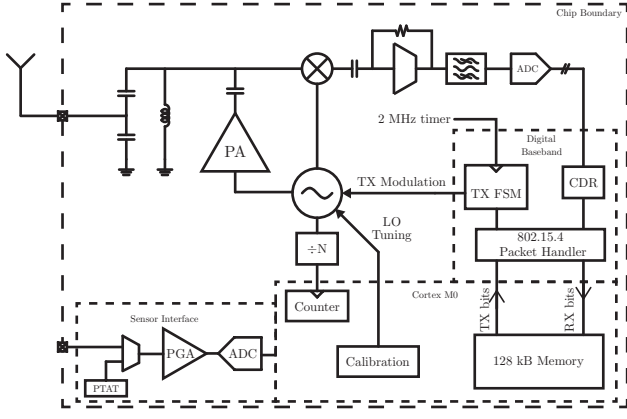 Chip Boundary
ADC
2 MHz timer
Digital
Baseband
PA
TX Modulation
TX FSM
CDR
LO
Tuning
÷N
802.15.4
Packet Handler
Cortex M0
TX bits
RX bits
Counter
Sensor Interface
PGA
ADC
Calibration
128 kB Memory
PTAT